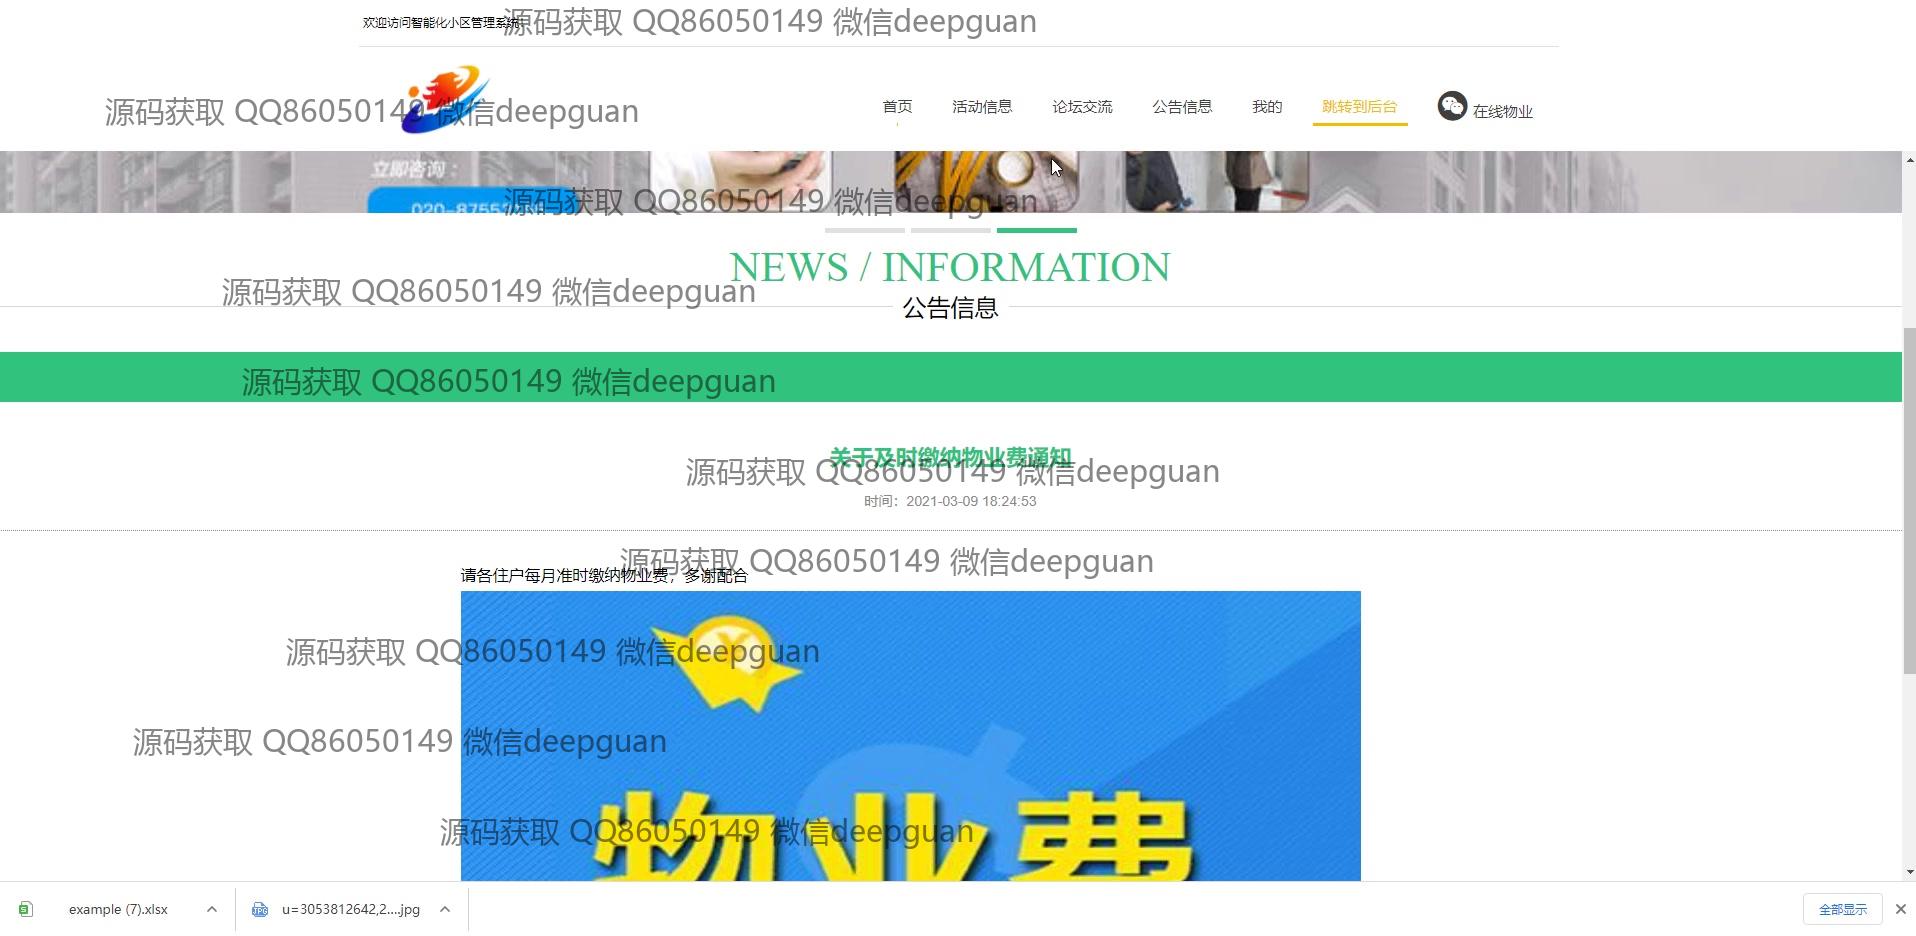 欢迎访问智能化小区管理系统
源码获取 QQ86050149 微信deepguan
源码获取 QQ86050149 微信deepguan
首页 活动信息 论坛交流 公告信息 我的 跳转到后台 在线物业
立即咨询：
源码获取 QQ86050149 微信deepguan
NEWS / INFORMATION
源码获取 QQ86050149 微信deepguan
公告信息
源码获取 QQ86050149 微信deepguan
关于及时缴纳物业费通知
源码获取 QQ86050149 微信deepguan
时间：2021-03-09 18:24:53
源码获取 QQ86050149 微信deepguan
请各住户每月准时缴纳物业费，多谢配合
源码获取 QQ86050149 微信deepguan
源码获取 QQ86050149 微信deepguan
物业费
源码获取 QQ86050149 微信deepguan
example (7).xlsx
u=3053812642,2....jpg
全部显示